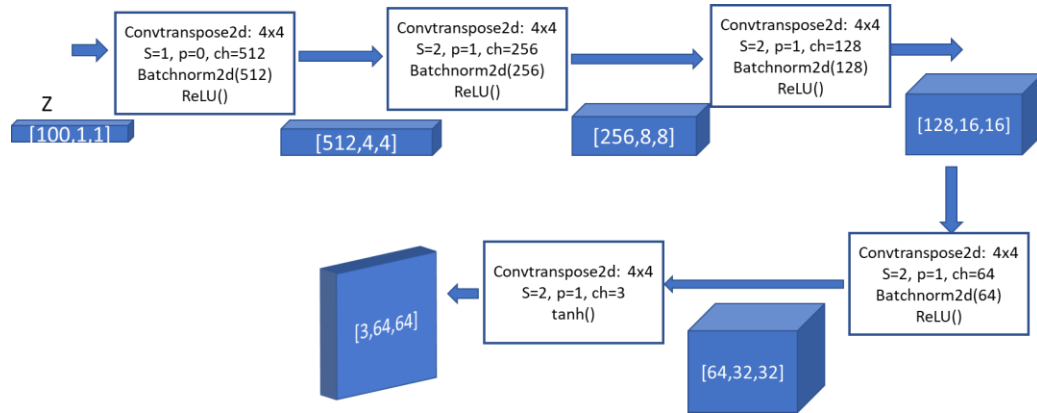 Convtranspose2d: 4x4
S=1, p=0, ch=512
Batchnorm2d(512)
ReLU()
Convtranspose2d: 4x4
S=2, p=1, ch=256
Batchnorm2d(256)
ReLU()
Convtranspose2d: 4x4
S=2, p=1, ch=128
Batchnorm2d(128)
ReLU()
Z
[100,1,1]
[512,4,4]
[256,8,8]
[128,16,16]
[3,64,64]
Convtranspose2d: 4x4
S=2, p=1, ch=3
tanh()
[64,32,32]
Convtranspose2d: 4x4
S=2, p=1, ch=64
Batchnorm2d(64)
ReLU()